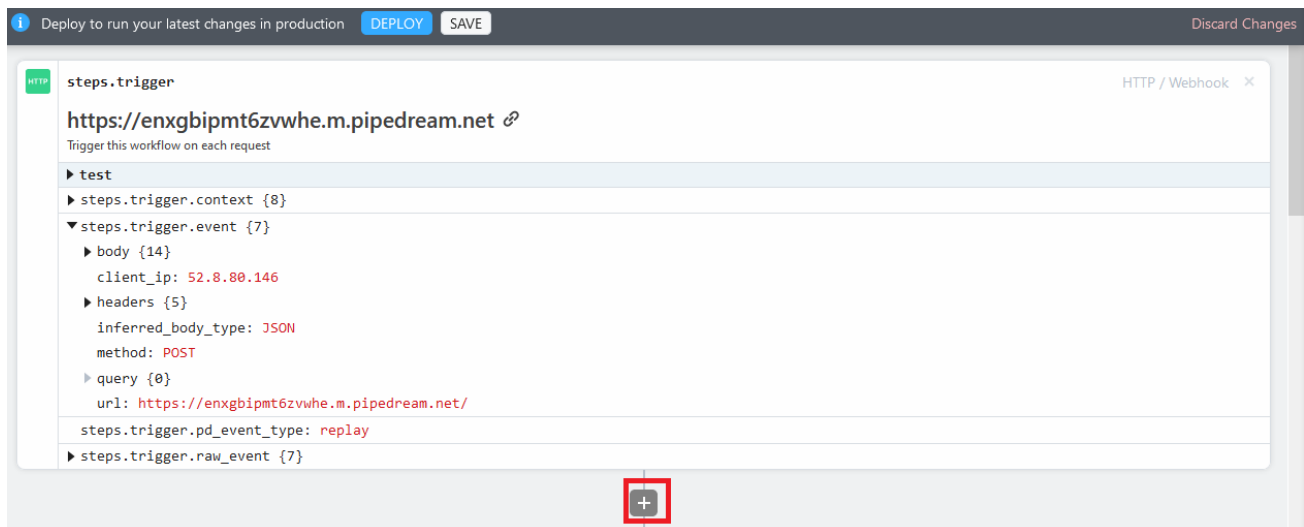 i Deploy to run your latest changes in production DEPLOY SAVE Discard Changes
HTTP steps.trigger HTTP / Webhook ×
https://enxgbipmt6zvwhe.m.pipedream.net
Trigger this workflow on each request
test
steps.trigger.context {8}
steps.trigger.event {7}
body {14}
client_ip: 52.8.80.146
headers {5}
inferred_body_type: JSON
method: POST
query {0}
url: https://enxgbipmt6zvwhe.m.pipedream.net/
steps.trigger.pd_event_type: replay
steps.trigger.raw_event {7}
+